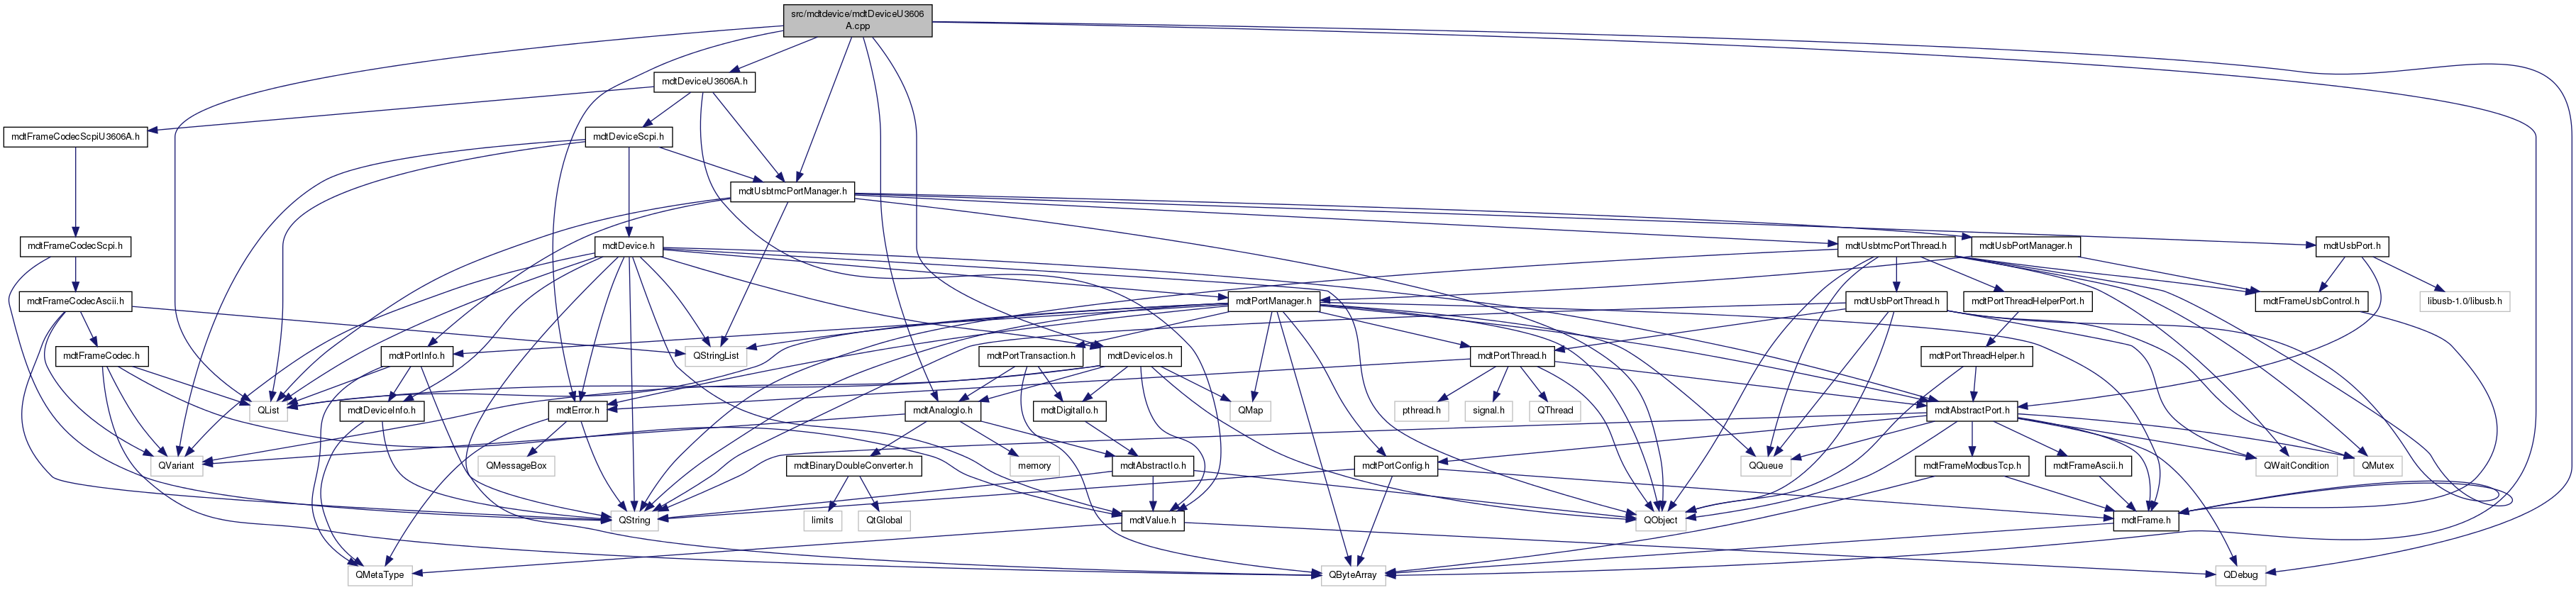 src/mdtdevice/mdtDeviceU3606
A.cpp
mdtDeviceU3606A.h
mdtFrameCodecScpiU3606A.h
mdtDeviceScpi.h
mdtUsbtmcPortManager.h
mdtFrameCodecScpi.h
mdtDevice.h
mdtUsbtmcPortThread.h
mdtUsbPortManager.h
mdtUsbPort.h
mdtFrameCodecAscii.h
mdtPortManager.h
mdtUsbPortThread.h
mdtPortThreadHelperPort.h
mdtFrameUsbControl.h
libusb-1.0/libusb.h
mdtFrameCodec.h
mdtPortInfo.h
QStringList
mdtPortTransaction.h
mdtDeviceIos.h
mdtPortThread.h
mdtPortThreadHelper.h
QList
mdtDeviceInfo.h
mdtError.h
mdtAnalogIo.h
mdtDigitalIo.h
QMap
pthread.h
signal.h
QThread
mdtAbstractPort.h
QVariant
QMessageBox
mdtBinaryDoubleConverter.h
memory
mdtAbstractIo.h
mdtPortConfig.h
QQueue
mdtFrameModbusTcp.h
mdtFrameAscii.h
QWaitCondition
QMutex
QString
limits
QtGlobal
mdtValue.h
QObject
mdtFrame.h
QMetaType
QByteArray
QDebug